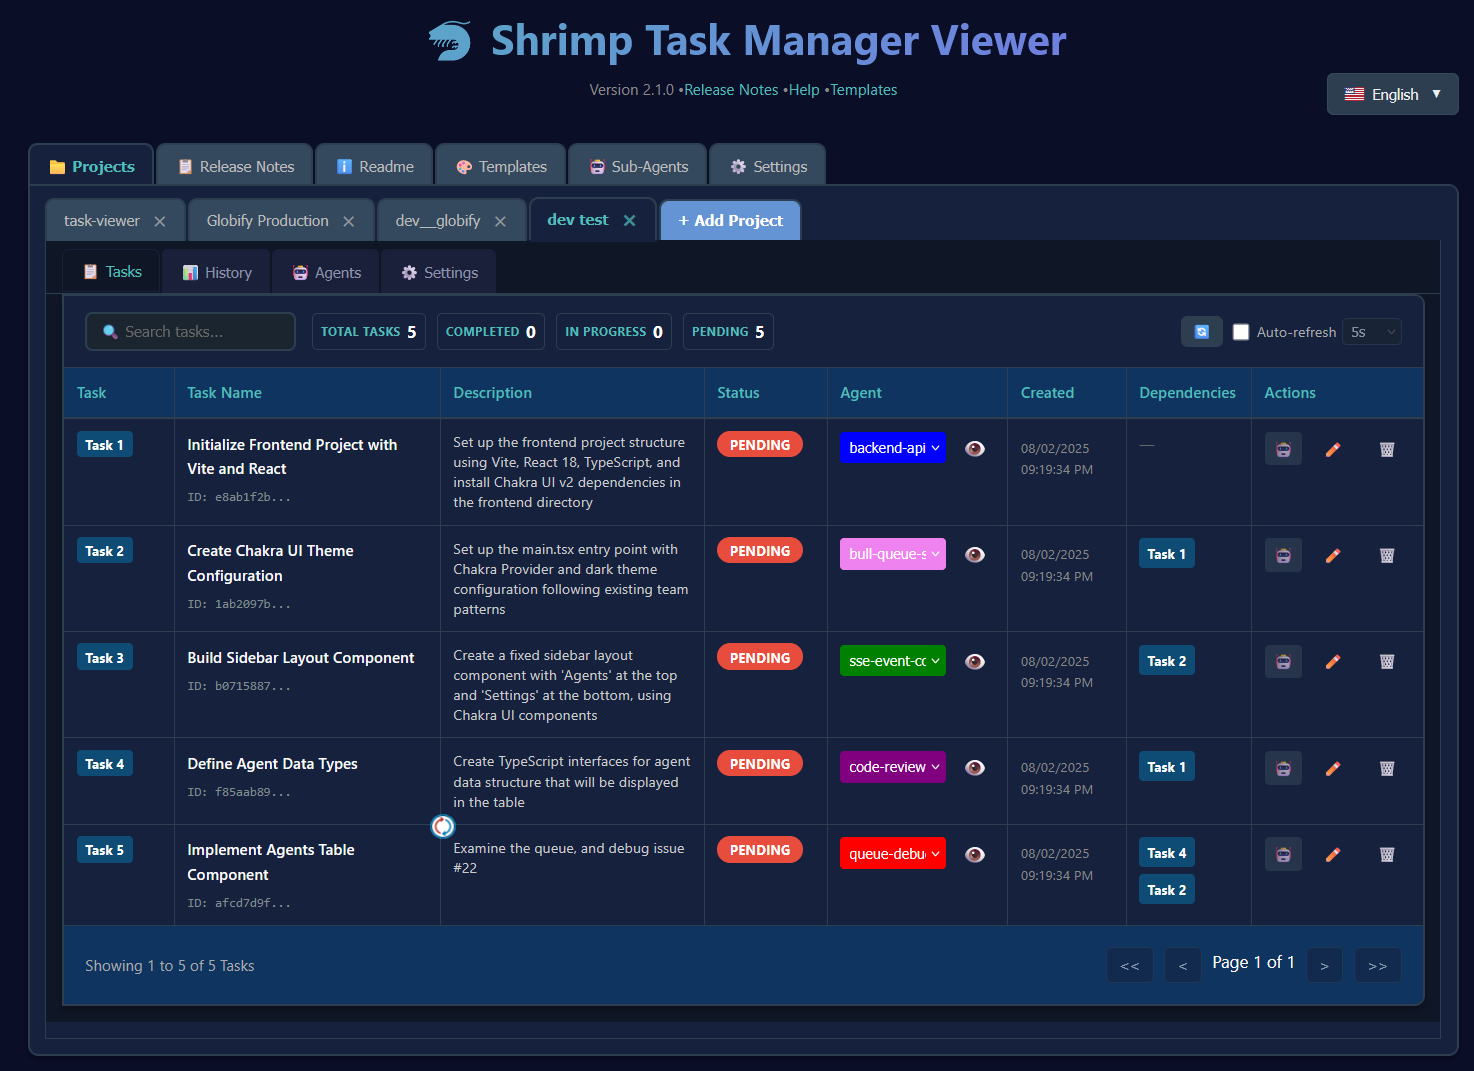 Shrimp Task Manager Viewer
Version 2.1.0 •Release Notes •Help •Templates
English ▼
Projects
Release Notes
Readme
Templates
Sub-Agents
Settings
task-viewer ×
Globify Production ×
dev__globify ×
dev test ×
+ Add Project
Tasks
History
Agents
Settings
Search tasks...
TOTAL TASKS 5
COMPLETED 0
IN PROGRESS 0
PENDING 5
Auto-refresh
5s
Task
Task Name
Description
Status
Agent
Created
Dependencies
Actions
Task 1
Initialize Frontend Project with
Vite and React
ID: e8ab1f2b...
Set up the frontend project structure
using Vite, React 18, TypeScript, and
install Chakra UI v2 dependencies in
the frontend directory
PENDING
backend-api
08/02/2025
09:19:34 PM
—
Task 2
Create Chakra UI Theme
Configuration
ID: 1ab2097b...
Set up the main.tsx entry point with
Chakra Provider and dark theme
configuration following existing team
patterns
PENDING
bull-queue-s
08/02/2025
09:19:34 PM
Task 1
Task 3
Build Sidebar Layout Component
ID: b0715887...
Create a fixed sidebar layout
component with 'Agents' at the top
and 'Settings' at the bottom, using
Chakra UI components
PENDING
sse-event-cc
08/02/2025
09:19:34 PM
Task 2
Task 4
Define Agent Data Types
ID: f85aab89...
Create TypeScript interfaces for agent
data structure that will be displayed
in the table
PENDING
code-review
08/02/2025
09:19:34 PM
Task 1
Task 5
Implement Agents Table
Component
ID: afcd7d9f...
Examine the queue, and debug issue
#22
PENDING
queue-debu
08/02/2025
09:19:34 PM
Task 4
Task 2
Showing 1 to 5 of 5 Tasks
<<
<
Page 1 of 1
>
>>